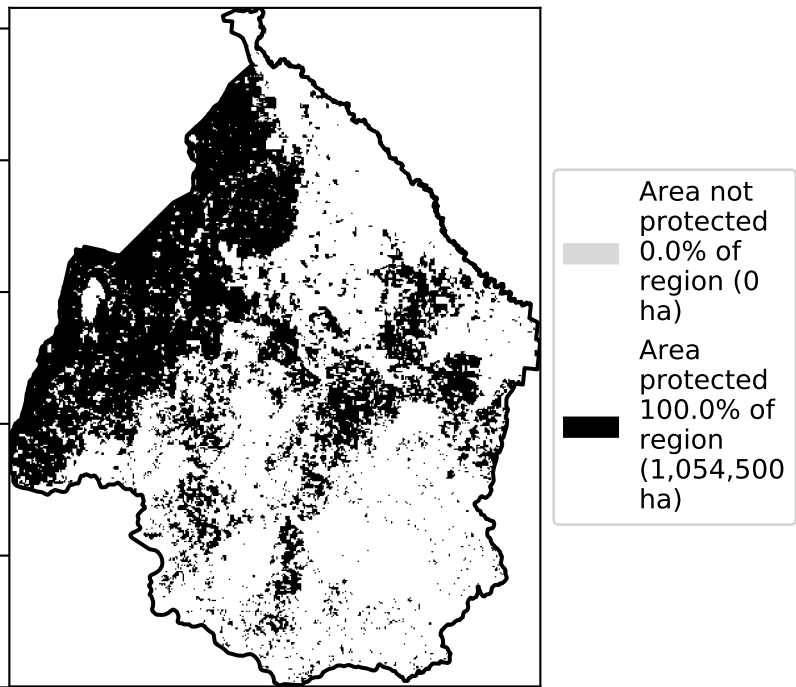 Area not
protected
0.0% of
region (0
ha)
Area
protected
100.0% of
region
(1,054,500
ha)